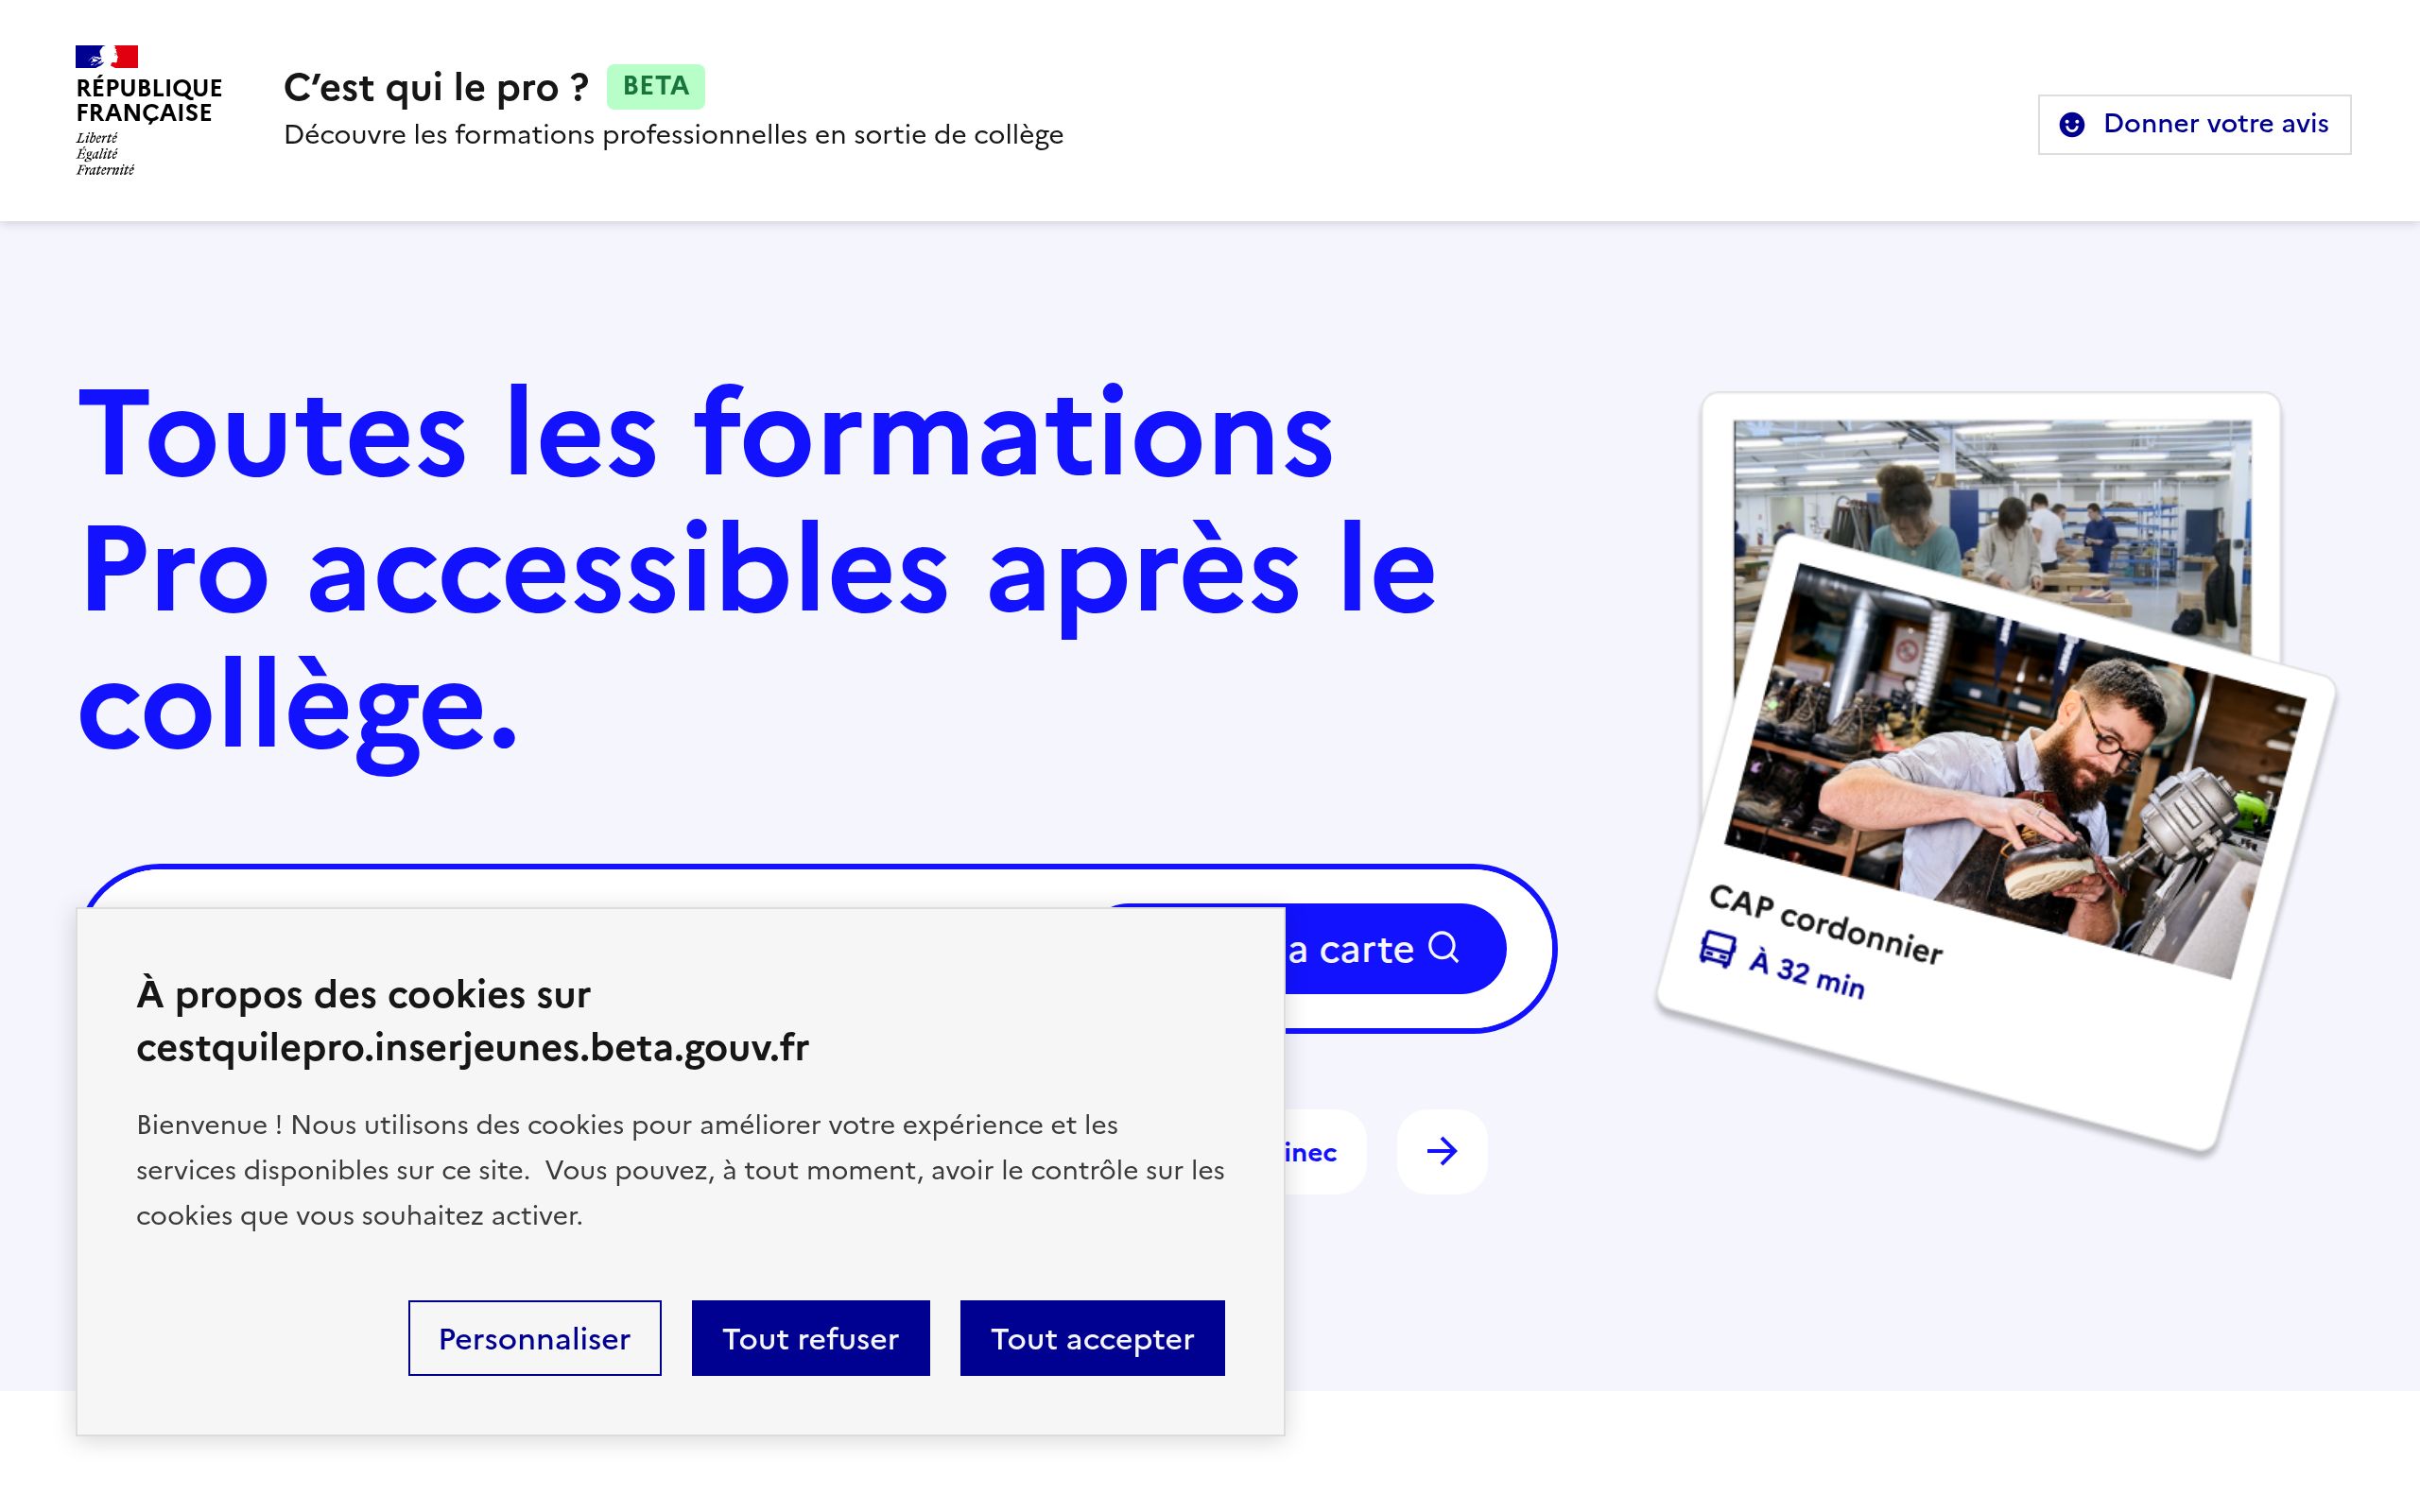 RÉPUBLIQUE
FRANÇAISE
Liberté
Égalité
Fraternité
C’est qui le pro ? BETA
Découvre les formations professionnelles en sortie de collège
Donner votre avis
Toutes les formations
Pro accessibles après le
collège.
a carte
inec
CAP cordonnier
À 32 min
À propos des cookies sur
cestquilepro.inserjeunes.beta.gouv.fr
Bienvenue ! Nous utilisons des cookies pour améliorer votre expérience et les
services disponibles sur ce site. Vous pouvez, à tout moment, avoir le contrôle sur les
cookies que vous souhaitez activer.
Personnaliser
Tout refuser
Tout accepter